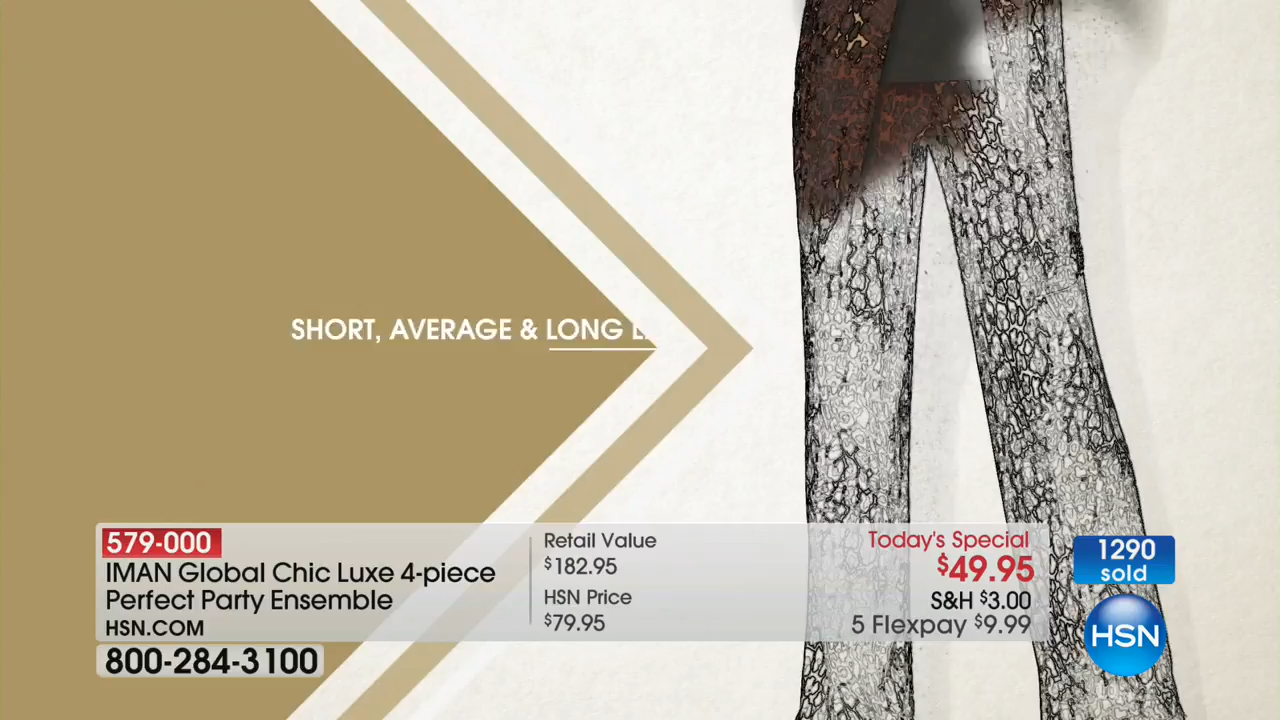 SHORT, AVERAGE & LONG
579-000
IMAN Global Chic Luxe 4-piece
Perfect Party Ensemble
HSN.COM
800-284-3100
Retail Value
$182.95
HSN Price
$79.95
Today's Special
$49.95
S&H $3.00
5 Flexpay $9.99
1290
sold
HSN